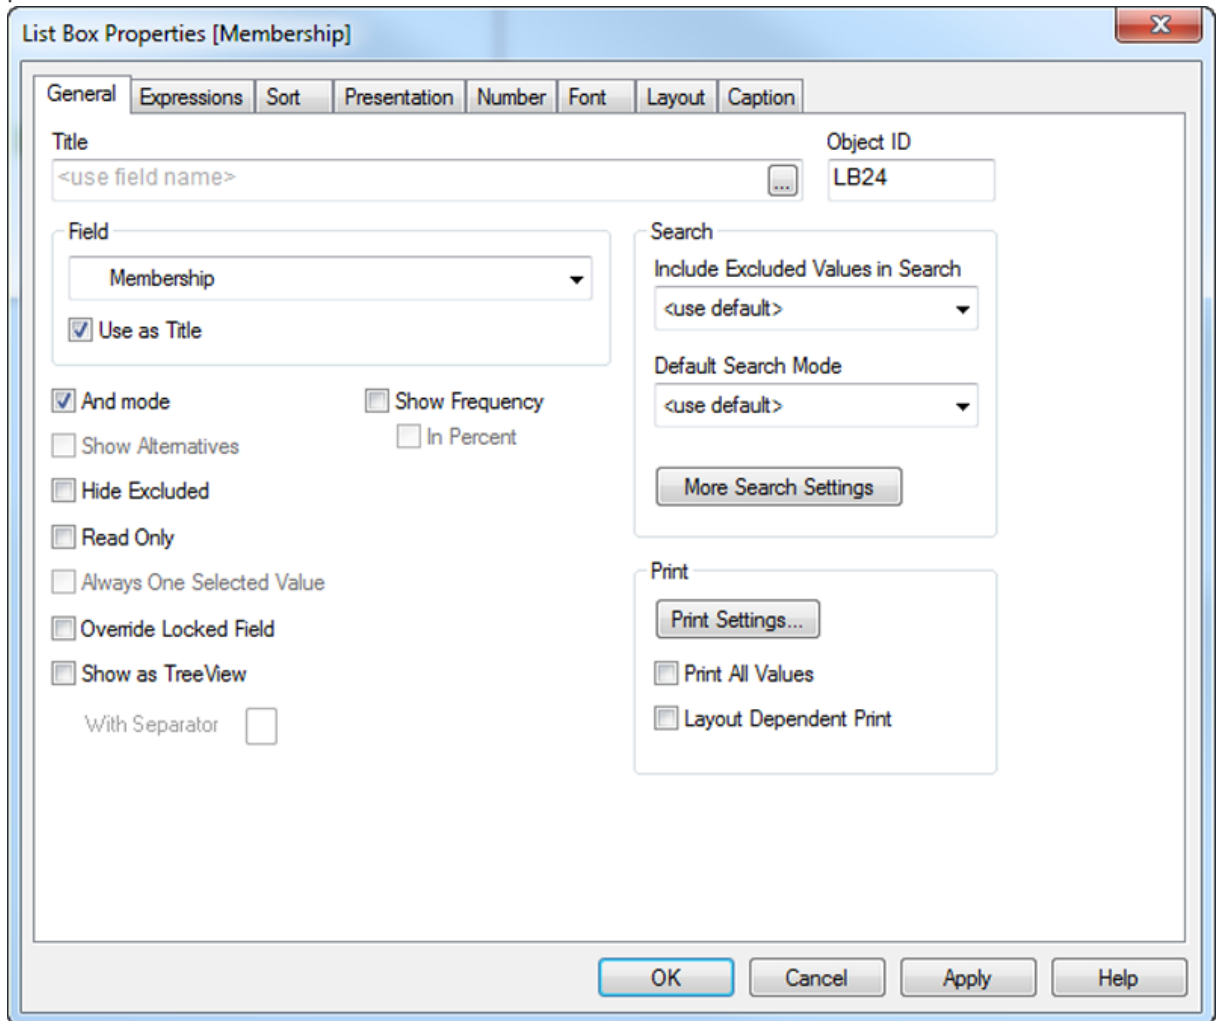 List Box Properties [Membership]
General Expressions Sort Presentation Number Font Layout Caption
Title Object ID
<use field name> ... LB24
Field Search
Membership Include Excluded Values in Search
<use default>
Use as Title
Default Search Mode
And mode Show Frequency <use default>
Show Alternatives In Percent
Hide Excluded More Search Settings
Read Only
Always One Selected Value Print
Override Locked Field Print Settings...
Show as TreeView Print All Values
With Separator Layout Dependent Print
OK Cancel Apply Help